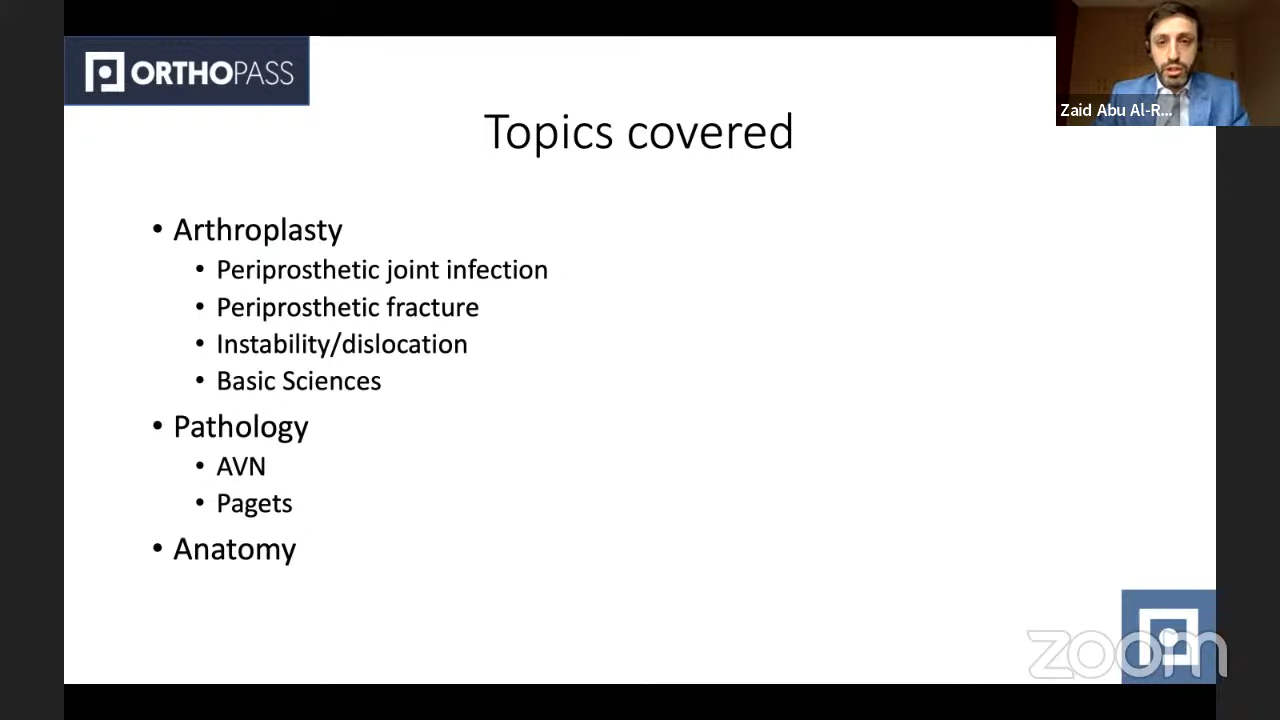 ORTHOPASS
Zaid Abu Al-R...
Topics covered
• Arthroplasty
• Periprosthetic joint infection
• Periprosthetic fracture
• Instability/dislocation
• Basic Sciences
• Pathology
• AVN
• Pagets
• Anatomy
zoom